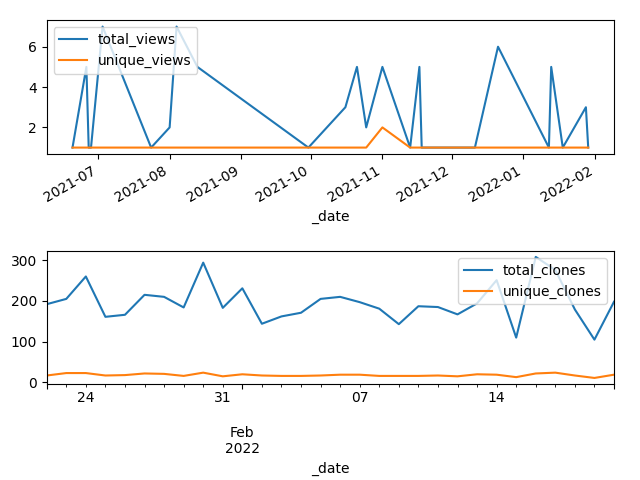 total_views
unique_views
6
4
2
2021-07
2021-08
2021-09
2021-10
2021-11
2021-12
2022-01
2022-02
_date
total_clones
unique_clones
300
200
100
0
24
31
07
14
Feb
2022
_date